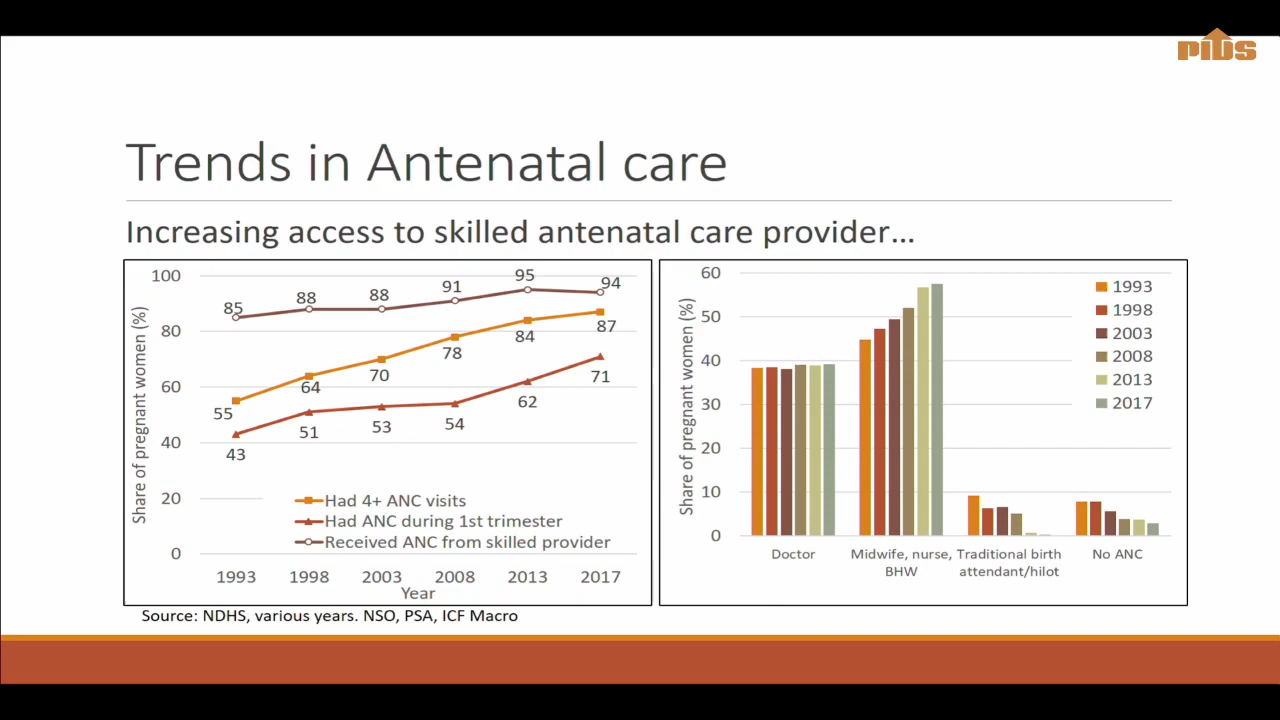 PIDS
Trends in Antenatal care
Increasing access to skilled antenatal care provider...
Share of pregnant women (%)
100
80
60
40
20
0
85
88
88
91
95
94
55
64
70
78
84
87
43
51
53
54
62
71
Had 4+ ANC visits
Had ANC during 1st trimester
Received ANC from skilled provider
1993 1998 2003 2008 2013 2017
Year
Share of pregnant women (%)
60
50
40
30
20
10
0
1993
1998
2003
2008
2013
2017
Doctor
Midwife, nurse,
BHW
Traditional birth
attendant/hilot
No ANC
Source: NDHS, various years. NSO, PSA, ICF Macro